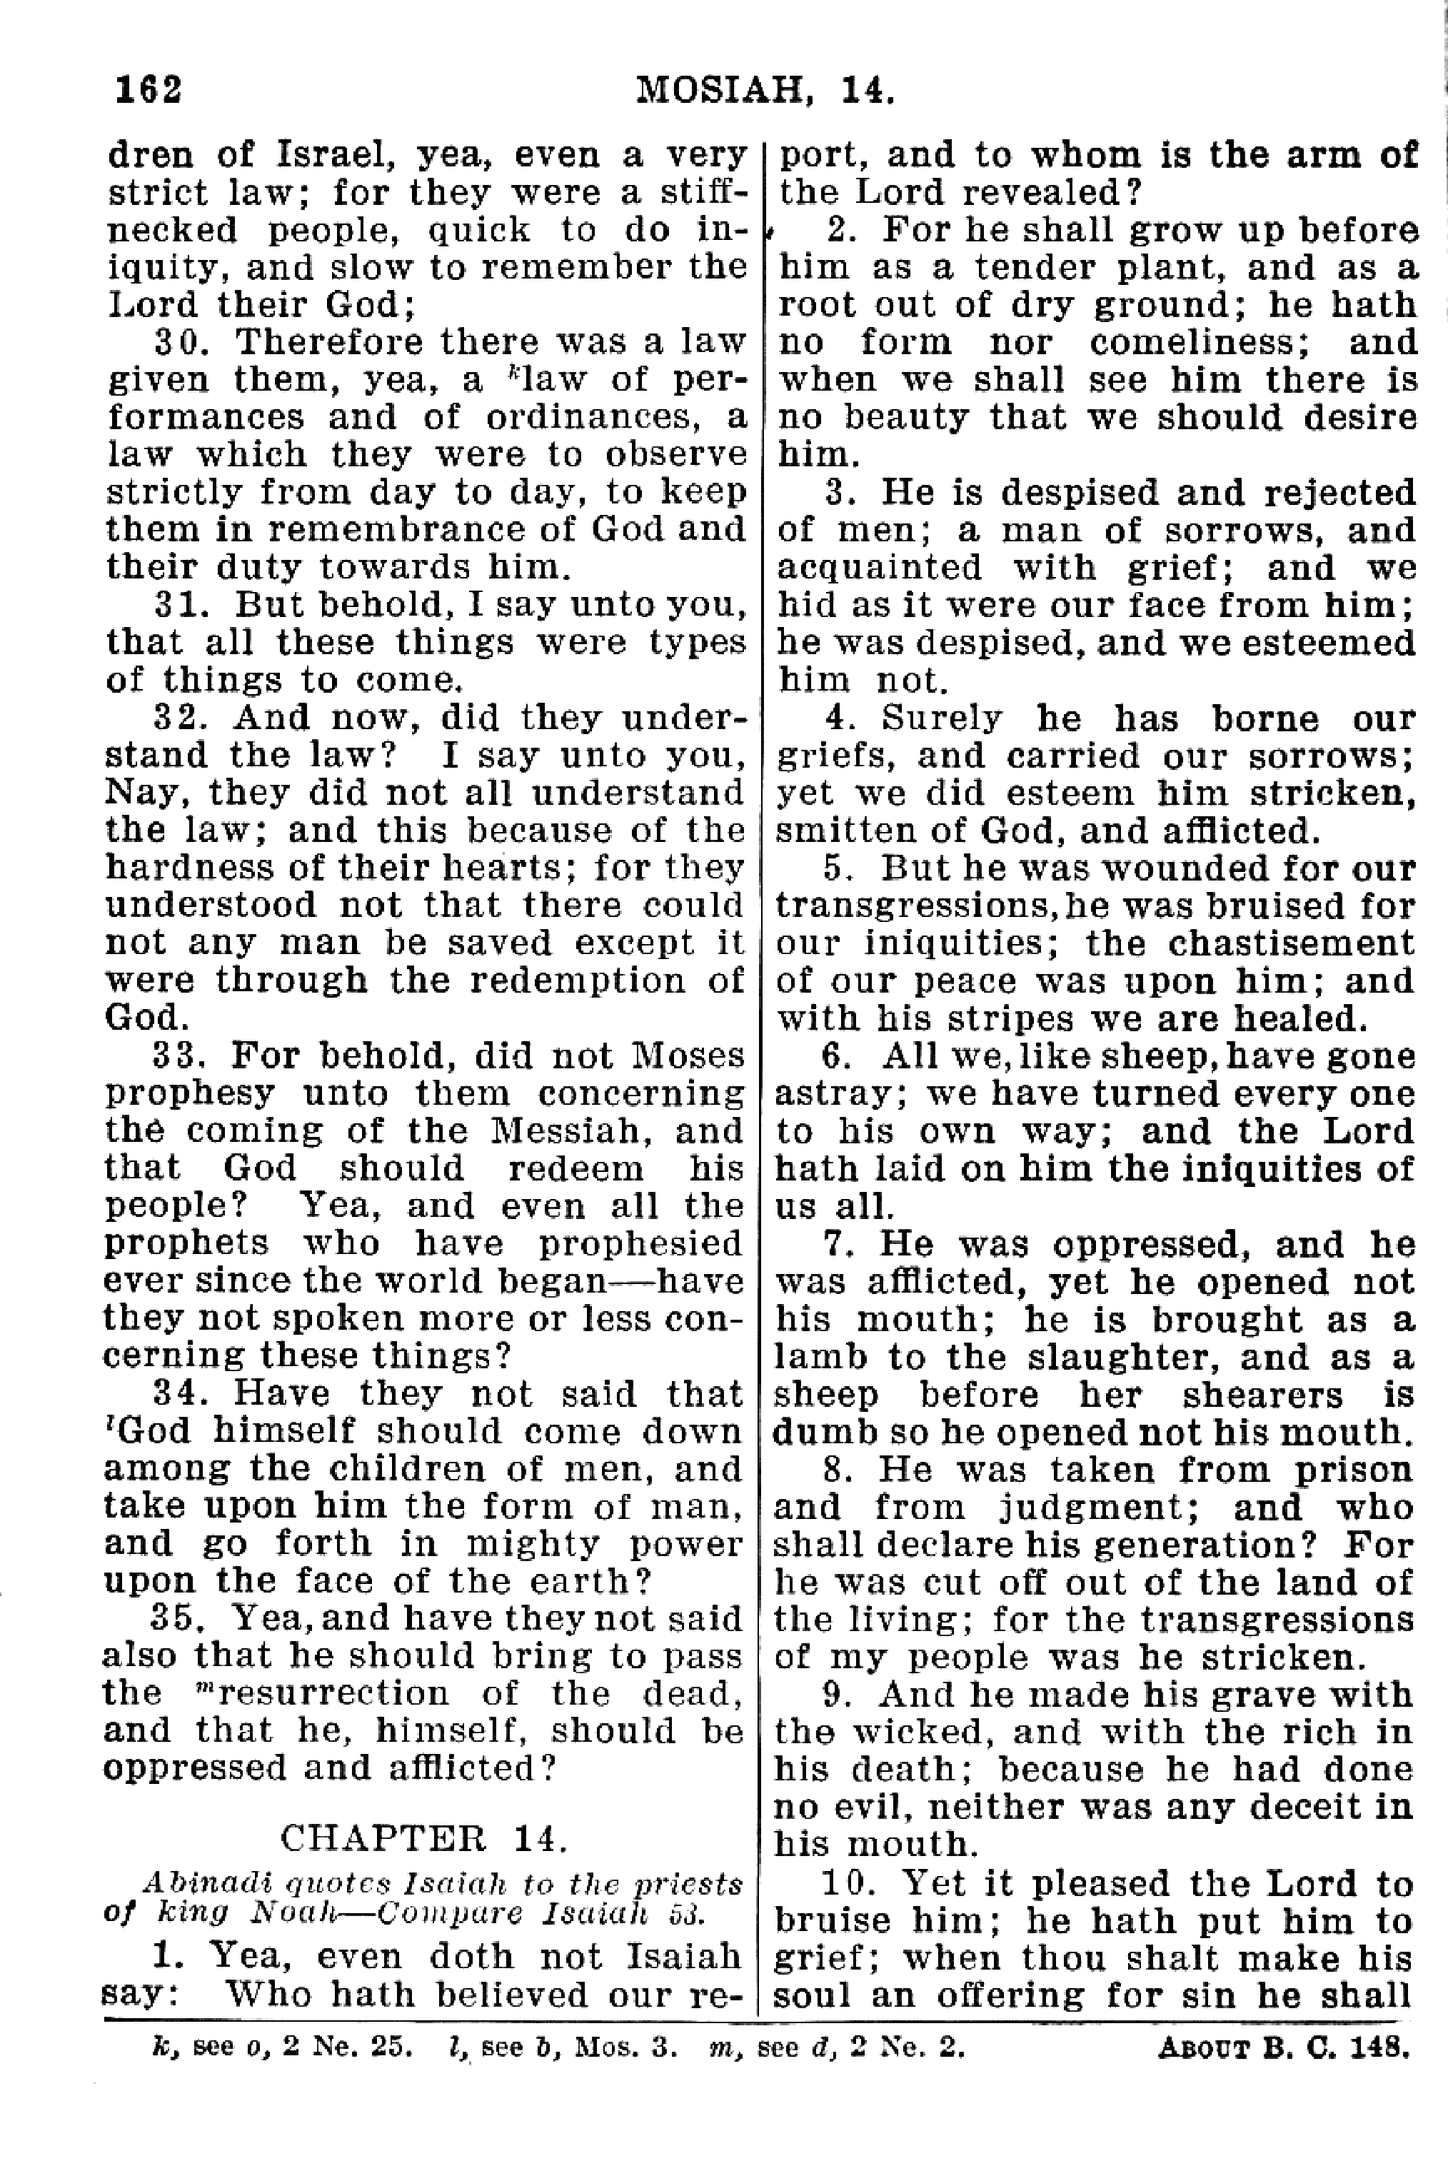 162
MOSIAH, 14.
dren of Israel, yea, even a very
strict law; for they were a stiff-
necked people, quick to do in-
iquity, and slow to remember the
Lord their God;
30. Therefore there was a law
given them, yea, a klaw of per-
formances and of ordinances, a
law which they were to observe
strictly from day to day, to keep
them in remembrance of God and
their duty towards him.
31. But behold, I say unto you,
that all these things were types
of things to come.
32. And now, did they under-
stand the law? I say unto you,
Nay, they did not all understand
the law; and this because of the
hardness of their hearts; for they
understood not that there could
not any man be saved except it
were through the redemption of
God.
33. For behold, did not Moses
prophesy unto them concerning
the coming of the Messiah, and
that God should redeem his
people? Yea, and even all the
prophets who have prophesied
ever since the world began—have
they not spoken more or less con-
cerning these things?
34. Have they not said that
lGod himself should come down
among the children of men, and
take upon him the form of man,
and go forth in mighty power
upon the face of the earth?
35. Yea, and have they not said
also that he should bring to pass
the mresurrection of the dead,
and that he, himself, should be
oppressed and afflicted?
CHAPTER 14.
Abinadi quotes Isaiah to the priests
of king Noah—Compare Isaiah 53.
1. Yea, even doth not Isaiah
say: Who hath believed our re-
port, and to whom is the arm of
the Lord revealed?
2. For he shall grow up before
him as a tender plant, and as a
root out of dry ground; he hath
no form nor comeliness; and
when we shall see him there is
no beauty that we should desire
him.
3. He is despised and rejected
of men; a man of sorrows, and
acquainted with grief; and we
hid as it were our face from him;
he was despised, and we esteemed
him not.
4. Surely he has borne our
griefs, and carried our sorrows;
yet we did esteem him stricken,
smitten of God, and afflicted.
5. But he was wounded for our
transgressions, he was bruised for
our iniquities; the chastisement
of our peace was upon him; and
with his stripes we are healed.
6. All we, like sheep, have gone
astray; we have turned every one
to his own way; and the Lord
hath laid on him the iniquities of
us all.
7. He was oppressed, and he
was afflicted, yet he opened not
his mouth; he is brought as a
lamb to the slaughter, and as a
sheep before her shearers is
dumb so he opened not his mouth.
8. He was taken from prison
and from judgment; and who
shall declare his generation? For
he was cut off out of the land of
the living; for the transgressions
of my people was he stricken.
9. And he made his grave with
the wicked, and with the rich in
his death; because he had done
no evil, neither was any deceit in
his mouth.
10. Yet it pleased the Lord to
bruise him; he hath put him to
grief; when thou shalt make his
soul an offering for sin he shall
k, see o, 2 Ne. 25. l, see b, Mos. 3. m, see d, 2 Ne. 2.
ABOUT B. C. 148.